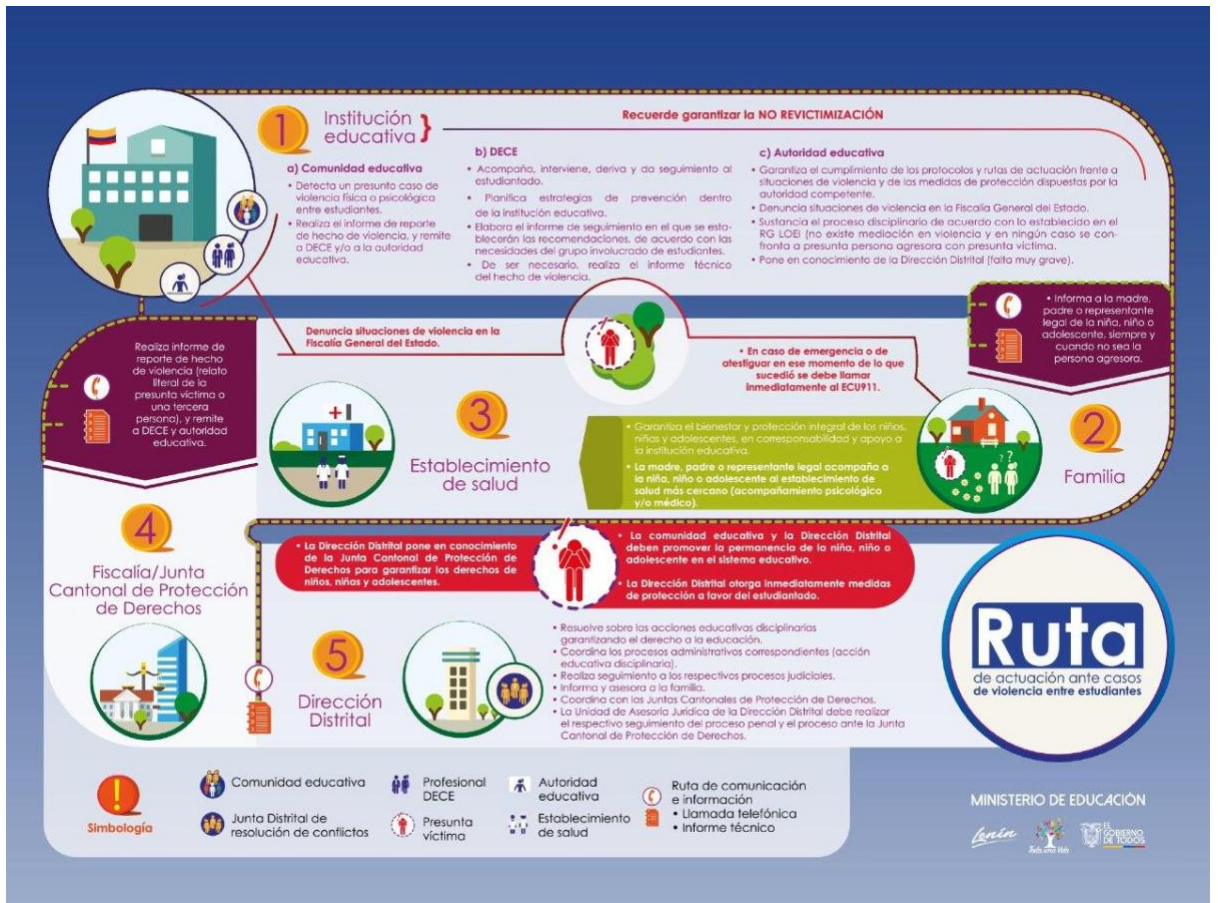 1
Institución
educativa
Recuerde garantizar la NO REVICTIMIZACIÓN
a) Comunidad educativa
• Detecta un presunto caso de
violencia física o psicológica
entre estudiantes.
• Realiza el informe de reporte
de hecho de violencia, y remite
a DECE y/o a la autoridad
educativa.
b) DECE
• Acompaña, interviene, deriva y da seguimiento al
estudiantado.
• Planifica estrategias de prevención dentro
de la institución educativa.
• Elabora el informe de seguimiento en el que se esta-
blecerán las recomendaciones, de acuerdo con las
necesidades del grupo involucrado de estudiantes.
• De ser necesario, realiza el informe técnico
del hecho de violencia.
c) Autoridad educativa
• Garantiza el cumplimiento de los protocolos y rutas de actuación frente a
situaciones de violencia y de las medidas de protección dispuestas por la
autoridad competente.
• Denuncia situaciones de violencia en la Fiscalía General del Estado.
• Sustancia el proceso disciplinario de acuerdo con lo establecido en el
RG LOEI (no existe mediación en violencia y en ningún caso se con-
fronta a presunta persona agresora con presunta víctima.
• Pone en conocimiento de la Dirección Distrital (falta muy grave).
• Informa a la madre,
padre o representante
legal de la niña, niño o
adolescente, siempre y
cuando no sea la
persona agresora.
Denuncia situaciones de violencia en la
Fiscalía General del Estado.
• En caso de emergencia o de
atestiguar en ese momento de lo que
sucedió se debe llamar
inmediatamente al ECU911.
Realiza informe de
reporte de hecho
de violencia (relato
literal de la
presunta víctima o
una tercera
persona), y remite
a DECE y autoridad
educativa.
2
Familia
• Garantiza el bienestar y protección integral de los niños,
niñas y adolescentes, en corresponsabilidad y apoyo a
la institución educativa.
• La madre, padre o representante legal acompaña a
la niña, niño o adolescente al establecimiento de
salud más cercano (acompañamiento psicológico
y/o médico).
3
Establecimiento
de salud
4
Fiscalía/Junta
Cantonal de Protección
de Derechos
• La Dirección Distrital pone en conocimiento
de la Junta Cantonal de Protección de
Derechos para garantizar los derechos de
niños, niñas y adolescentes.
• La comunidad educativa y la Dirección Distrital
deben promover la permanencia de la niña, niño o
adolescente en el sistema educativo.
• La Dirección Distrital otorga inmediatamente medidas
de protección a favor del estudiantado.
5
Dirección
Distrital
• Resuelve sobre las acciones educativas disciplinarias
garantizando el derecho a la educación.
• Coordina los procesos administrativos correspondientes (acción
educativa disciplinaria).
• Realiza seguimiento a los respectivos procesos judiciales.
• Informa y asesora a la familia.
• Coordina con las Juntas Cantonales de Protección de Derechos.
• La Unidad de Asesoría Jurídica de la Dirección Distrital debe realizar
el respectivo seguimiento del proceso penal y el proceso ante la Junta
Cantonal de Protección de Derechos.
Ruta
de actuación ante casos
de violencia entre estudiantes
! Simbología
Comunidad educativa
Junta Distrital de
resolución de conflictos
Profesional
DECE
Presunta
víctima
Autoridad
educativa
Establecimiento
de salud
Ruta de comunicación
e información
• Llamada telefónica
• Informe técnico
MINISTERIO DE EDUCACIÓN
Lenín
Toda una Vida
EL
GOBIERNO
DE TODOS